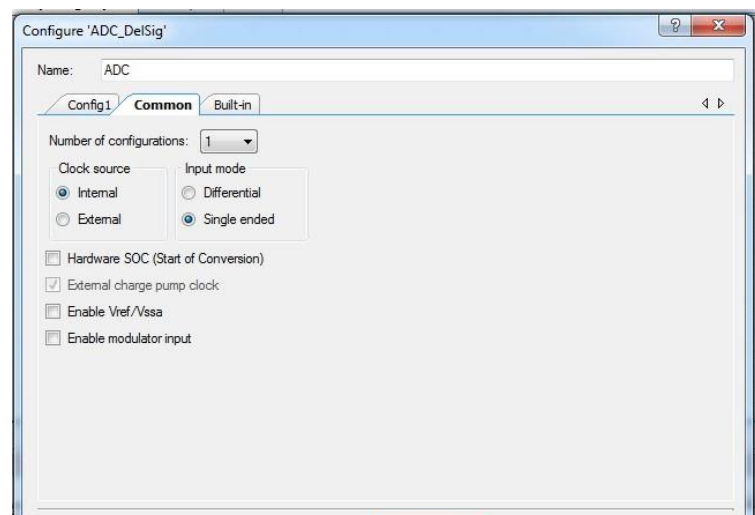 Configure 'ADC_DelSig'
Name: ADC
Config1 Common Built-in
Number of configurations: 1
Clock source Input mode
Internal Differential
External Single ended
Hardware SOC (Start of Conversion)
External charge pump clock
Enable Vref/Vssa
Enable modulator input